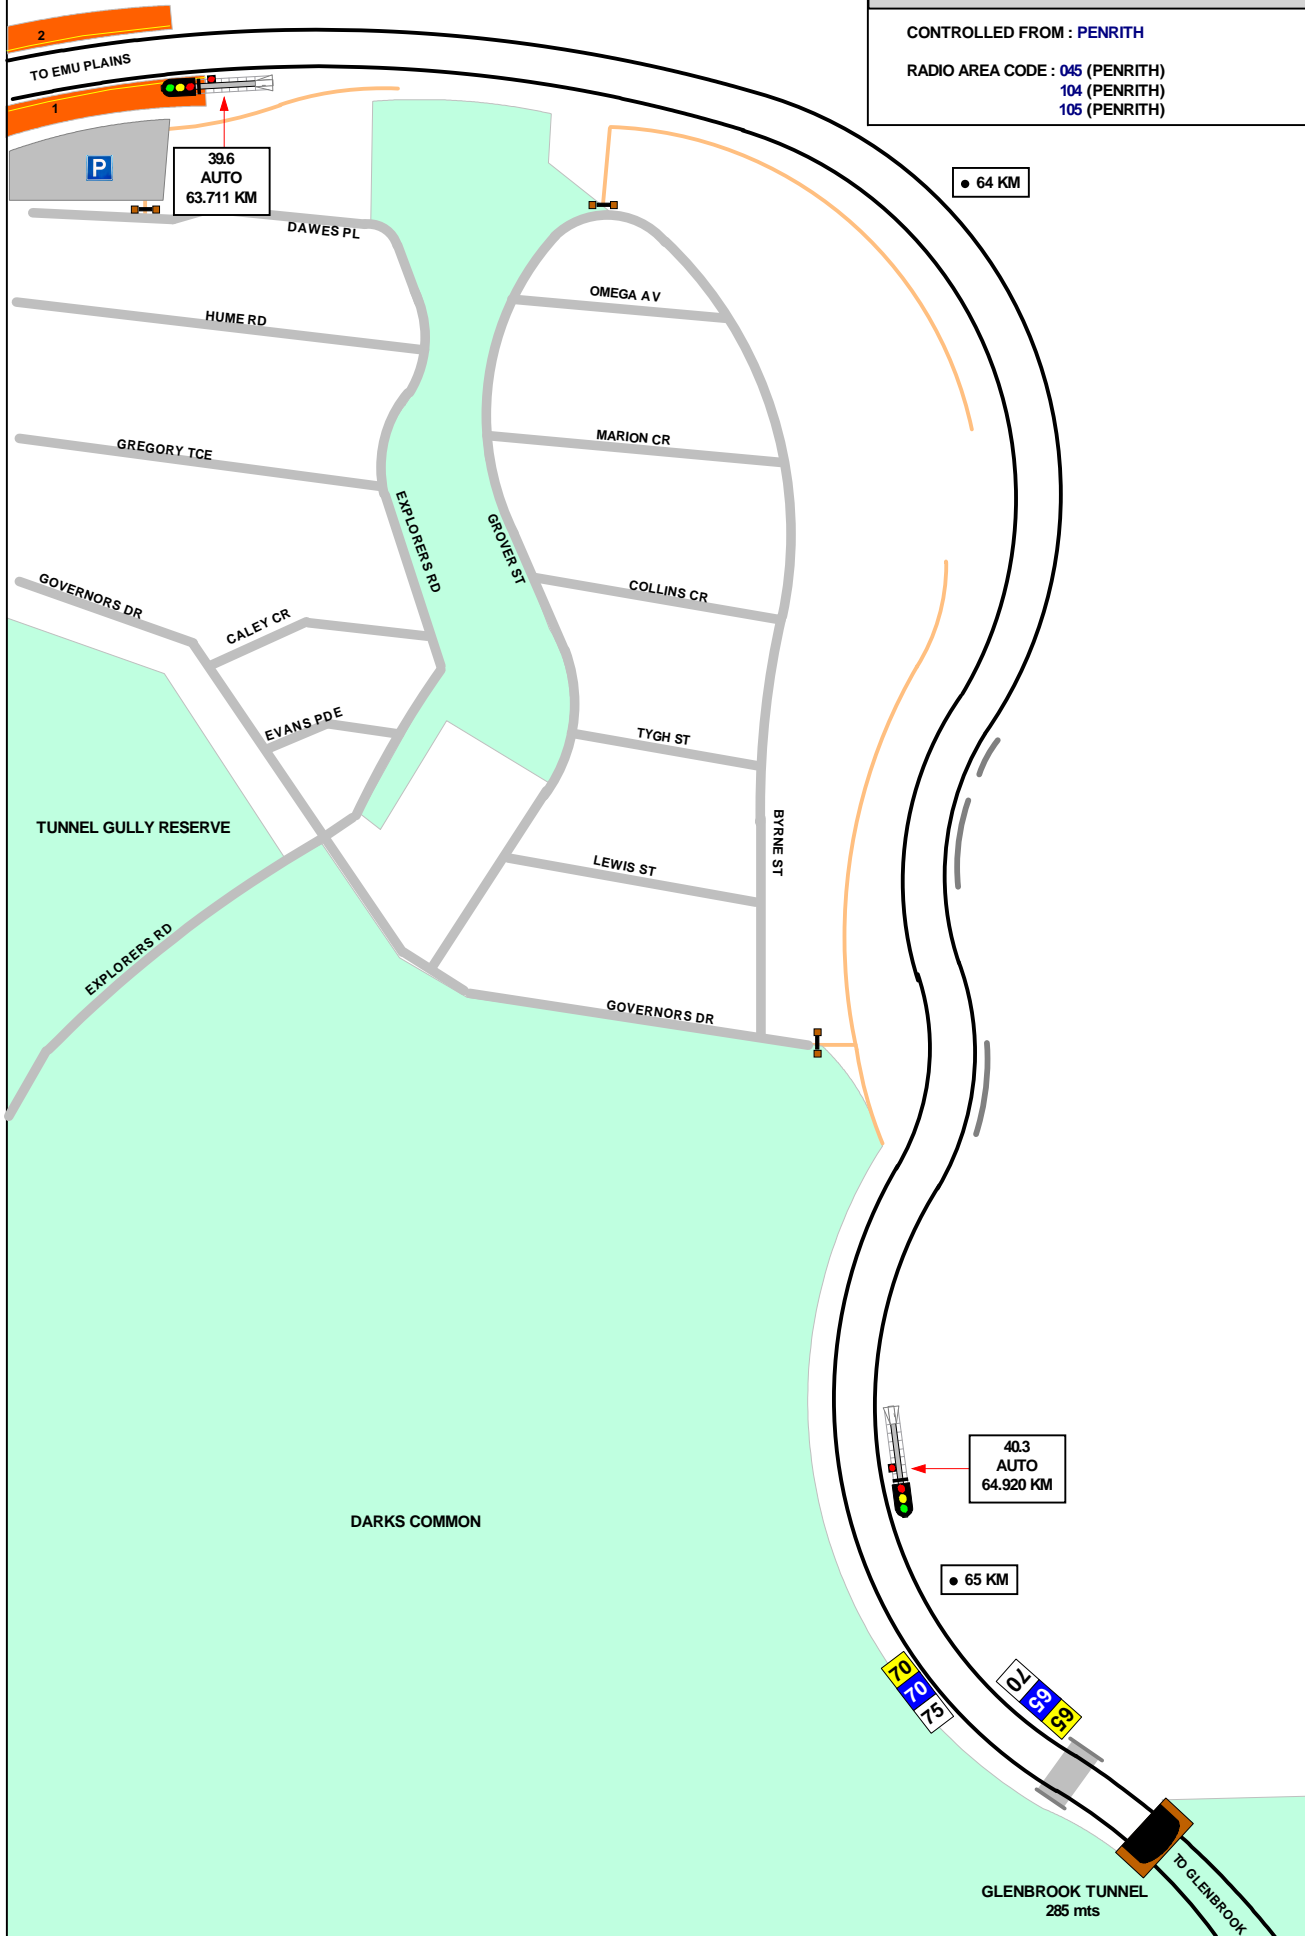 CONTROLLED FROM : PENRITH
RADIO AREA CODE : 045 (PENRITH)
104 (PENRITH)
105 (PENRITH)
2
TO EMU PLAINS
1
P
39.6
AUTO
63.711 KM
64 KM
DAWES PL
OMEGA AV
HUME RD
MARION CR
GREGORY TCE
EXPLORERS RD
GROVER ST
COLLINS CR
GOVERNORS DR
CALEY CR
EVANS PDE
TYGH ST
TUNNEL GULLY RESERVE
BYRNE ST
LEWIS ST
EXPLORERS RD
GOVERNORS DR
40.3
AUTO
64.920 KM
DARKS COMMON
65 KM
70
70
75
70
65
65
GLENBROOK TUNNEL
285 mts
TO GLENBROOK